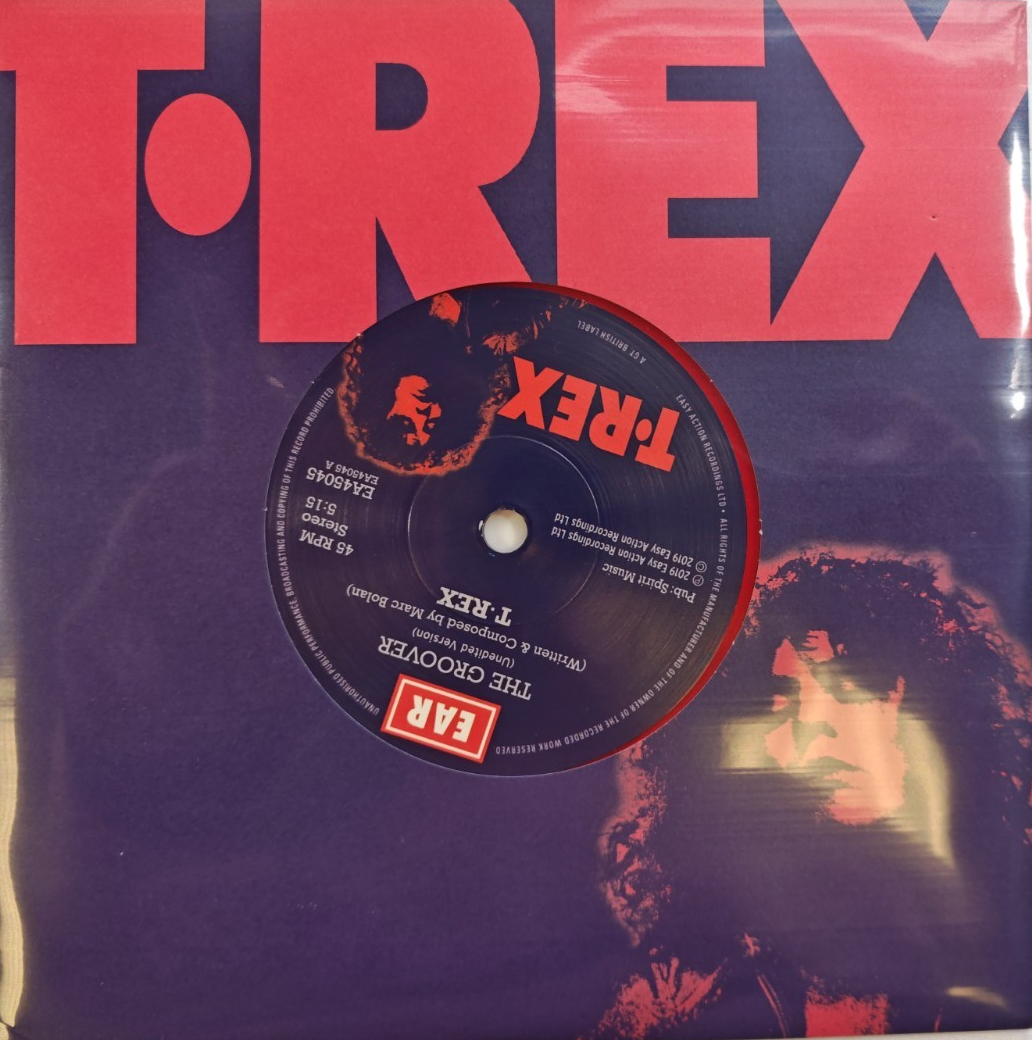 T·REX
EAR
THE GROOVER
(Unedited Version)
(Written & Composed by Marc Bolan)
T·REX
Pub: Spirit Music
℗ 2019 Easy Action Recordings Ltd
© 2019 Easy Action Recordings Ltd
45 RPM
Stereo
5:15
EA45045
EA45045 A
T·REX
EASY ACTION RECORDINGS LTD • ALL RIGHTS OF THE MANUFACTURER AND OF THE OWNER OF THE RECORDED WORK RESERVED
UNAUTHORISED PUBLIC PERFORMANCE, BROADCASTING AND COPYING OF THIS RECORD PROHIBITED
A GT BRITISH LABEL